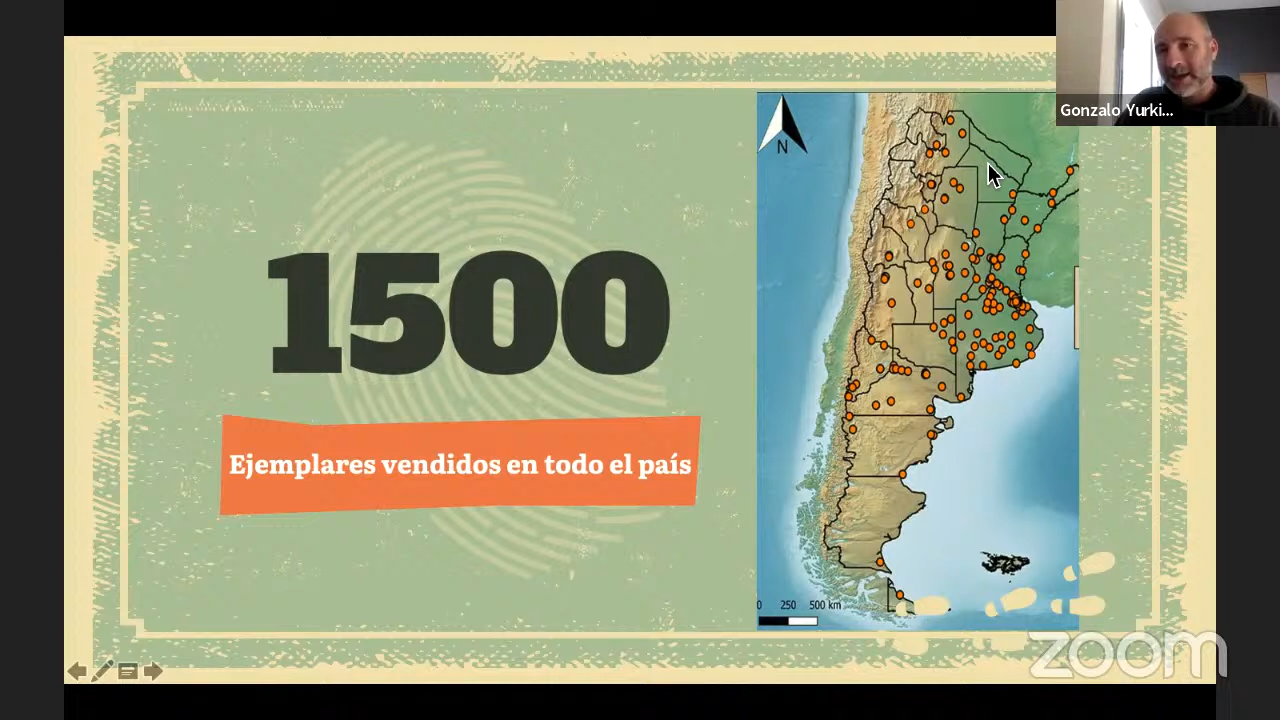 Gonzalo Yurki...
N
1500
Ejemplares vendidos en todo el país
0 250 500 km
zoom